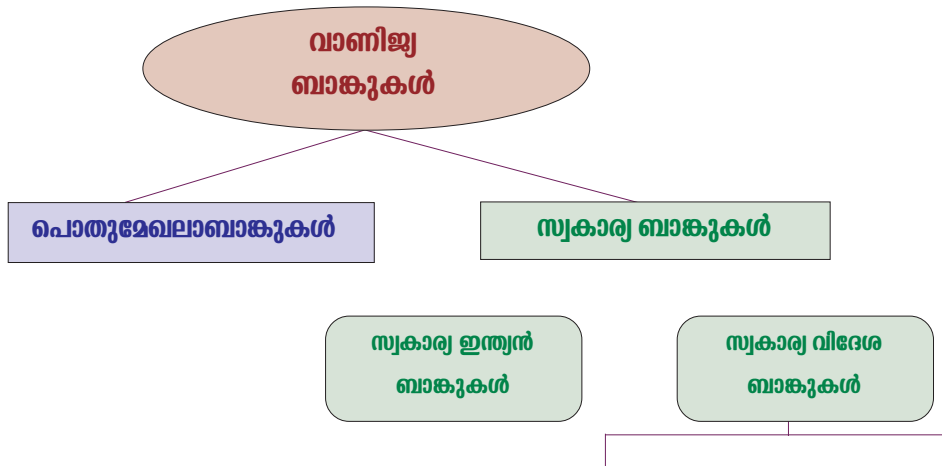 വാണിജ്യ
ബാങ്കുകൾ
പൊതുമേഖലാബാങ്കുകൾ
സ്വകാര്യ ബാങ്കുകൾ
സ്വകാര്യ ഇന്ത്യൻ
ബാങ്കുകൾ
സ്വകാര്യ വിദേശ
ബാങ്കുകൾ